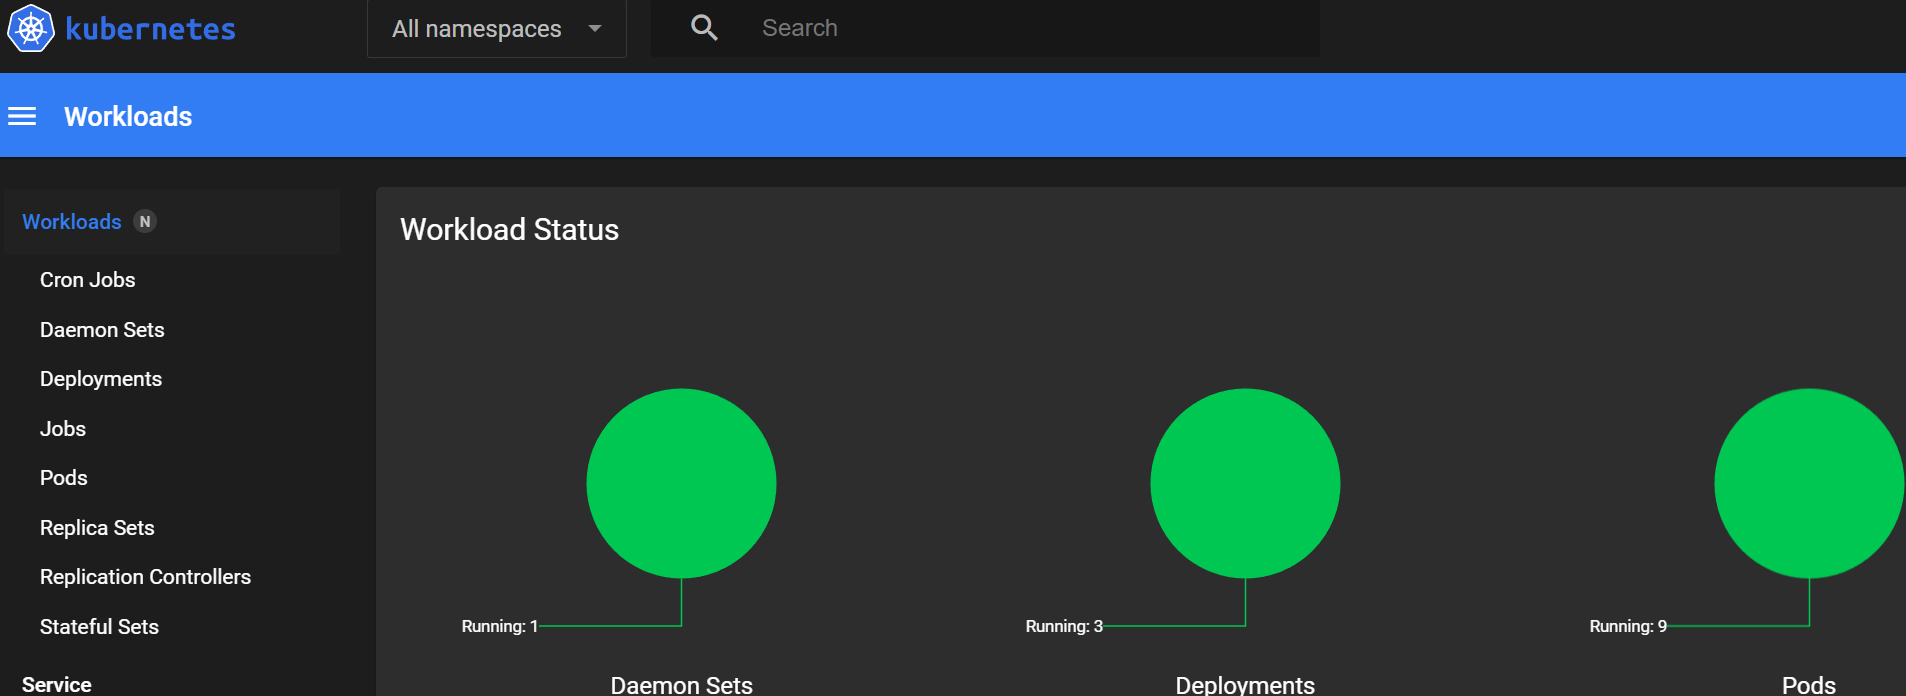 kubernetes
All namespaces
Search
Workloads
Workloads N
Cron Jobs
Daemon Sets
Deployments
Jobs
Pods
Replica Sets
Replication Controllers
Stateful Sets
Service
Workload Status
Running: 1
Daemon Sets
Running: 3
Deployments
Running: 9
Pods